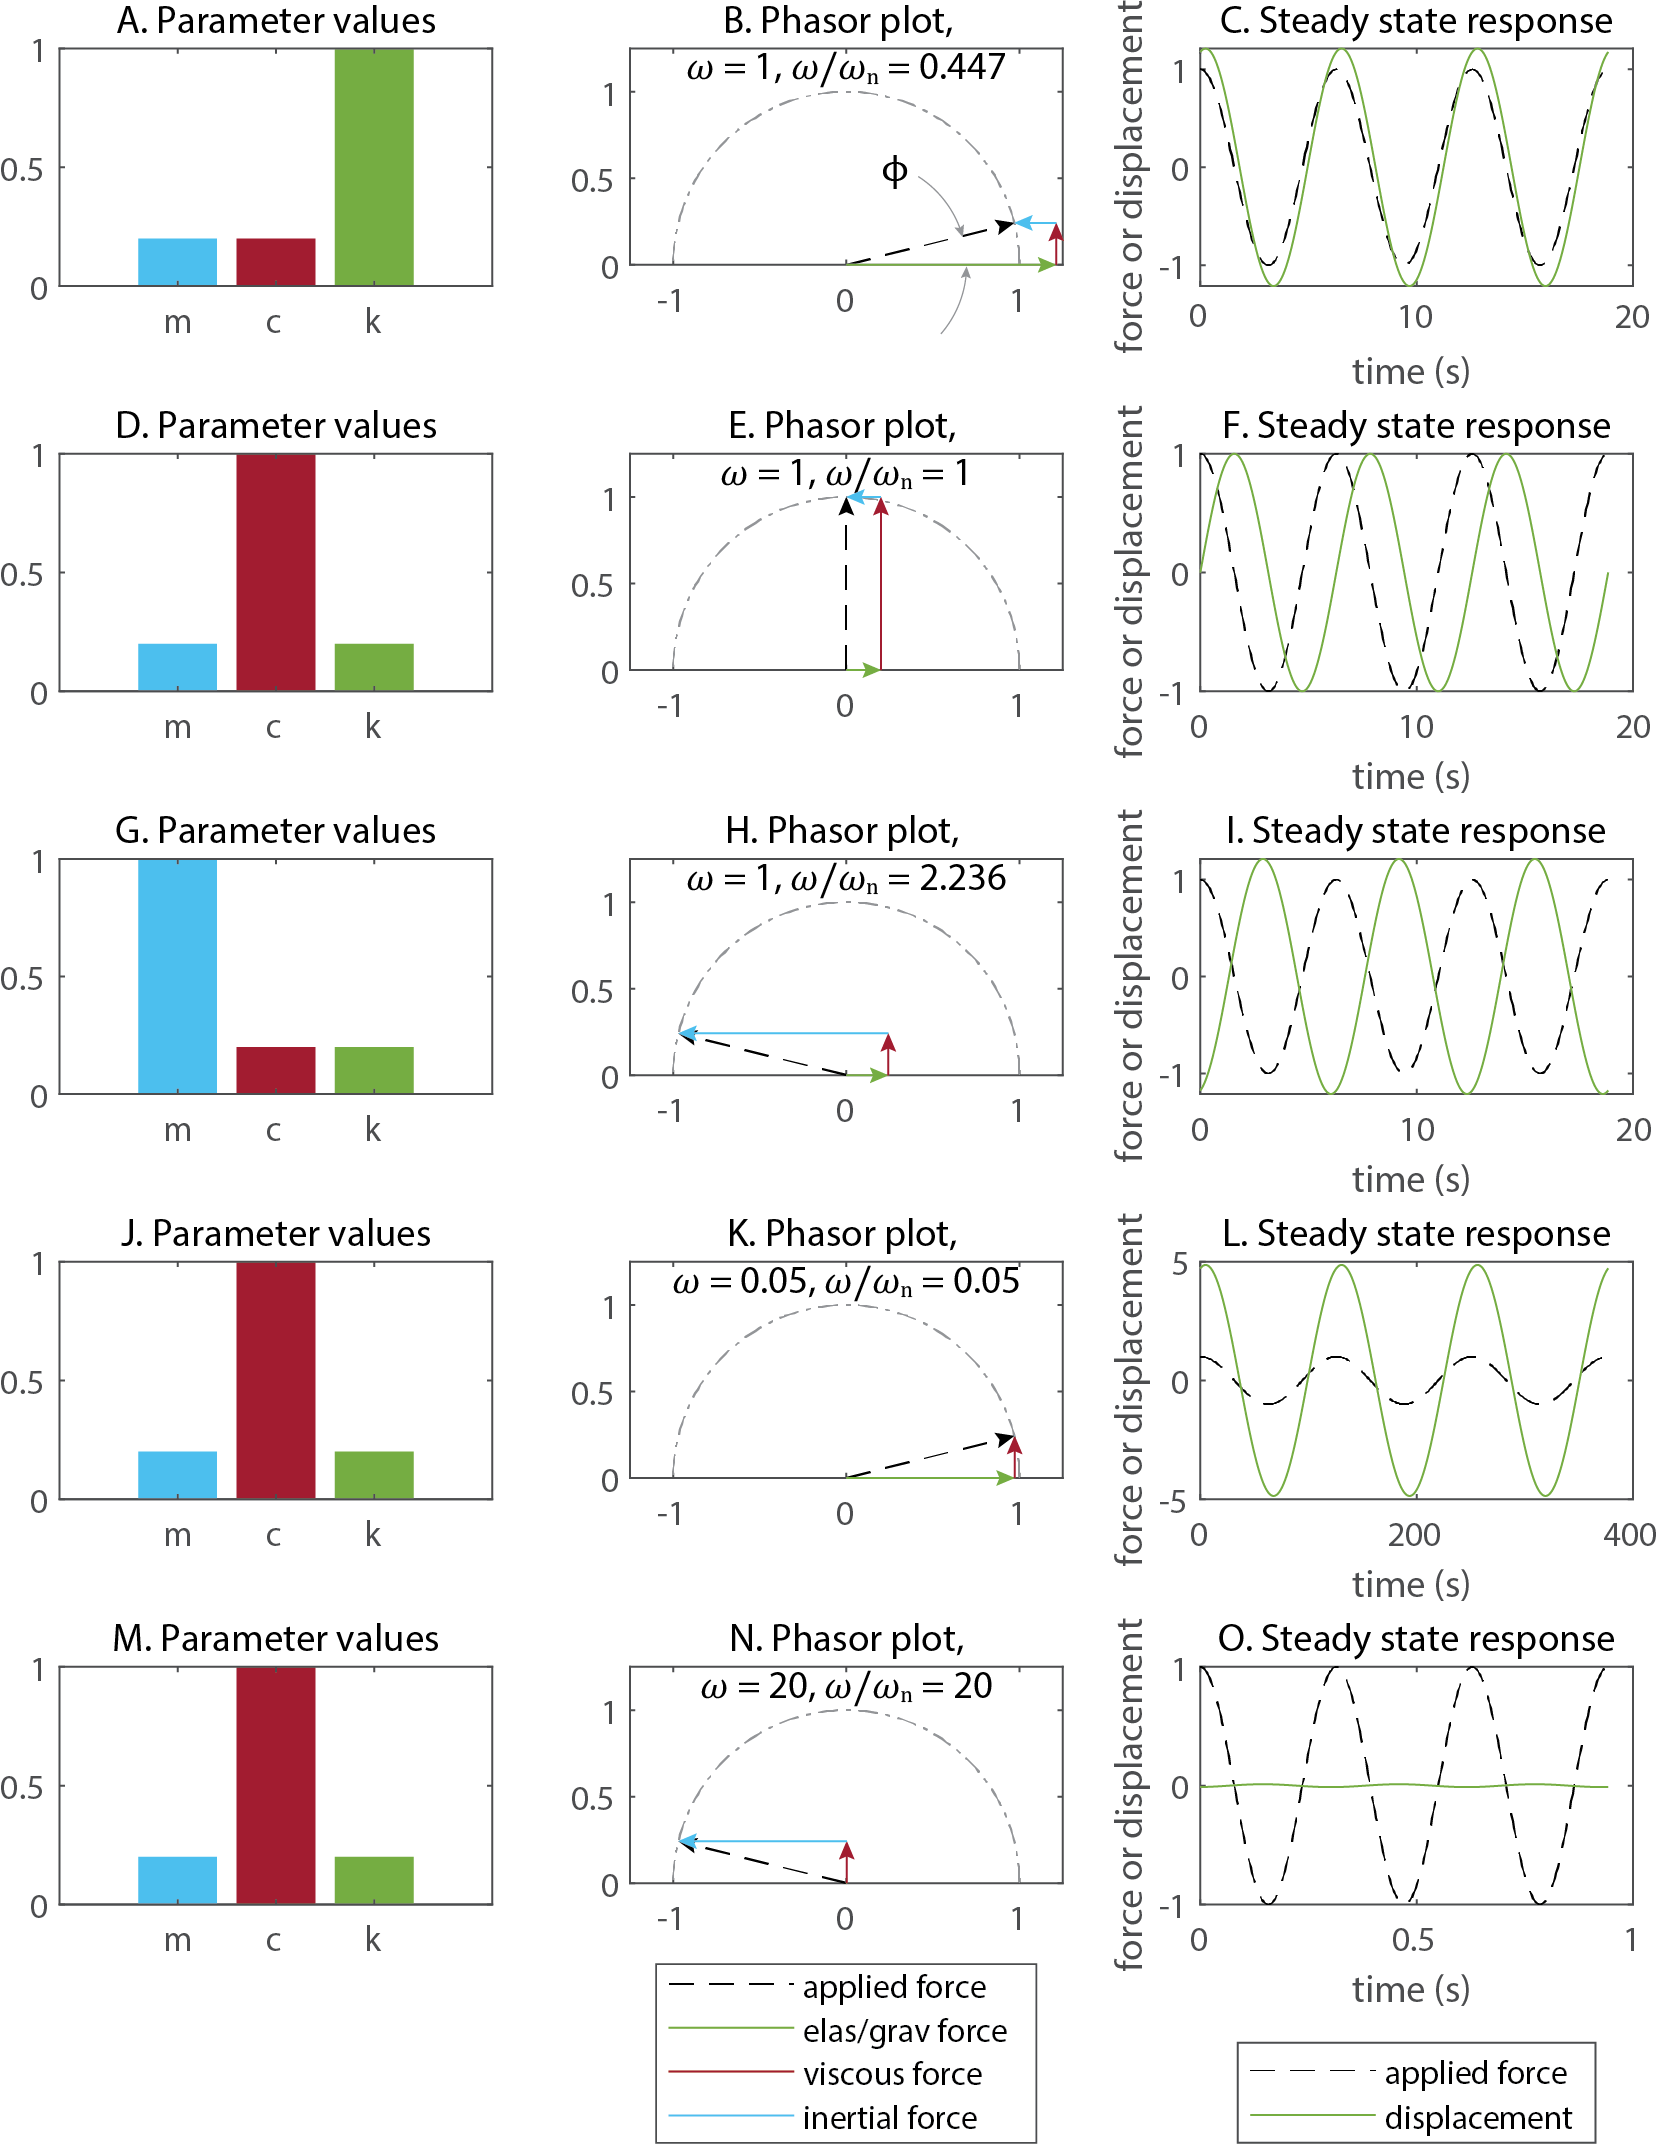 A. Parameter values
1
0.5
0
m c k
B. Phasor plot,
ω = 1, ω/ωn = 0.447
1
0.5
0
ϕ
-1 0 1
C. Steady state response
force or displacement
1
0
-1
0 10 20
time (s)
D. Parameter values
1
0.5
0
m c k
E. Phasor plot,
ω = 1, ω/ωn = 1
1
0.5
0
-1 0 1
F. Steady state response
force or displacement
1
0
-1
0 10 20
time (s)
G. Parameter values
1
0.5
0
m c k
H. Phasor plot,
ω = 1, ω/ωn = 2.236
1
0.5
0
-1 0 1
I. Steady state response
force or displacement
1
0
-1
0 10 20
time (s)
J. Parameter values
1
0.5
0
m c k
K. Phasor plot,
ω = 0.05, ω/ωn = 0.05
1
0.5
0
-1 0 1
L. Steady state response
force or displacement
5
0
-5
0 200 400
time (s)
M. Parameter values
1
0.5
0
m c k
N. Phasor plot,
ω = 20, ω/ωn = 20
1
0.5
0
-1 0 1
O. Steady state response
force or displacement
1
0
-1
0 0.5 1
time (s)
applied force
elas/grav force
viscous force
inertial force
applied force
displacement